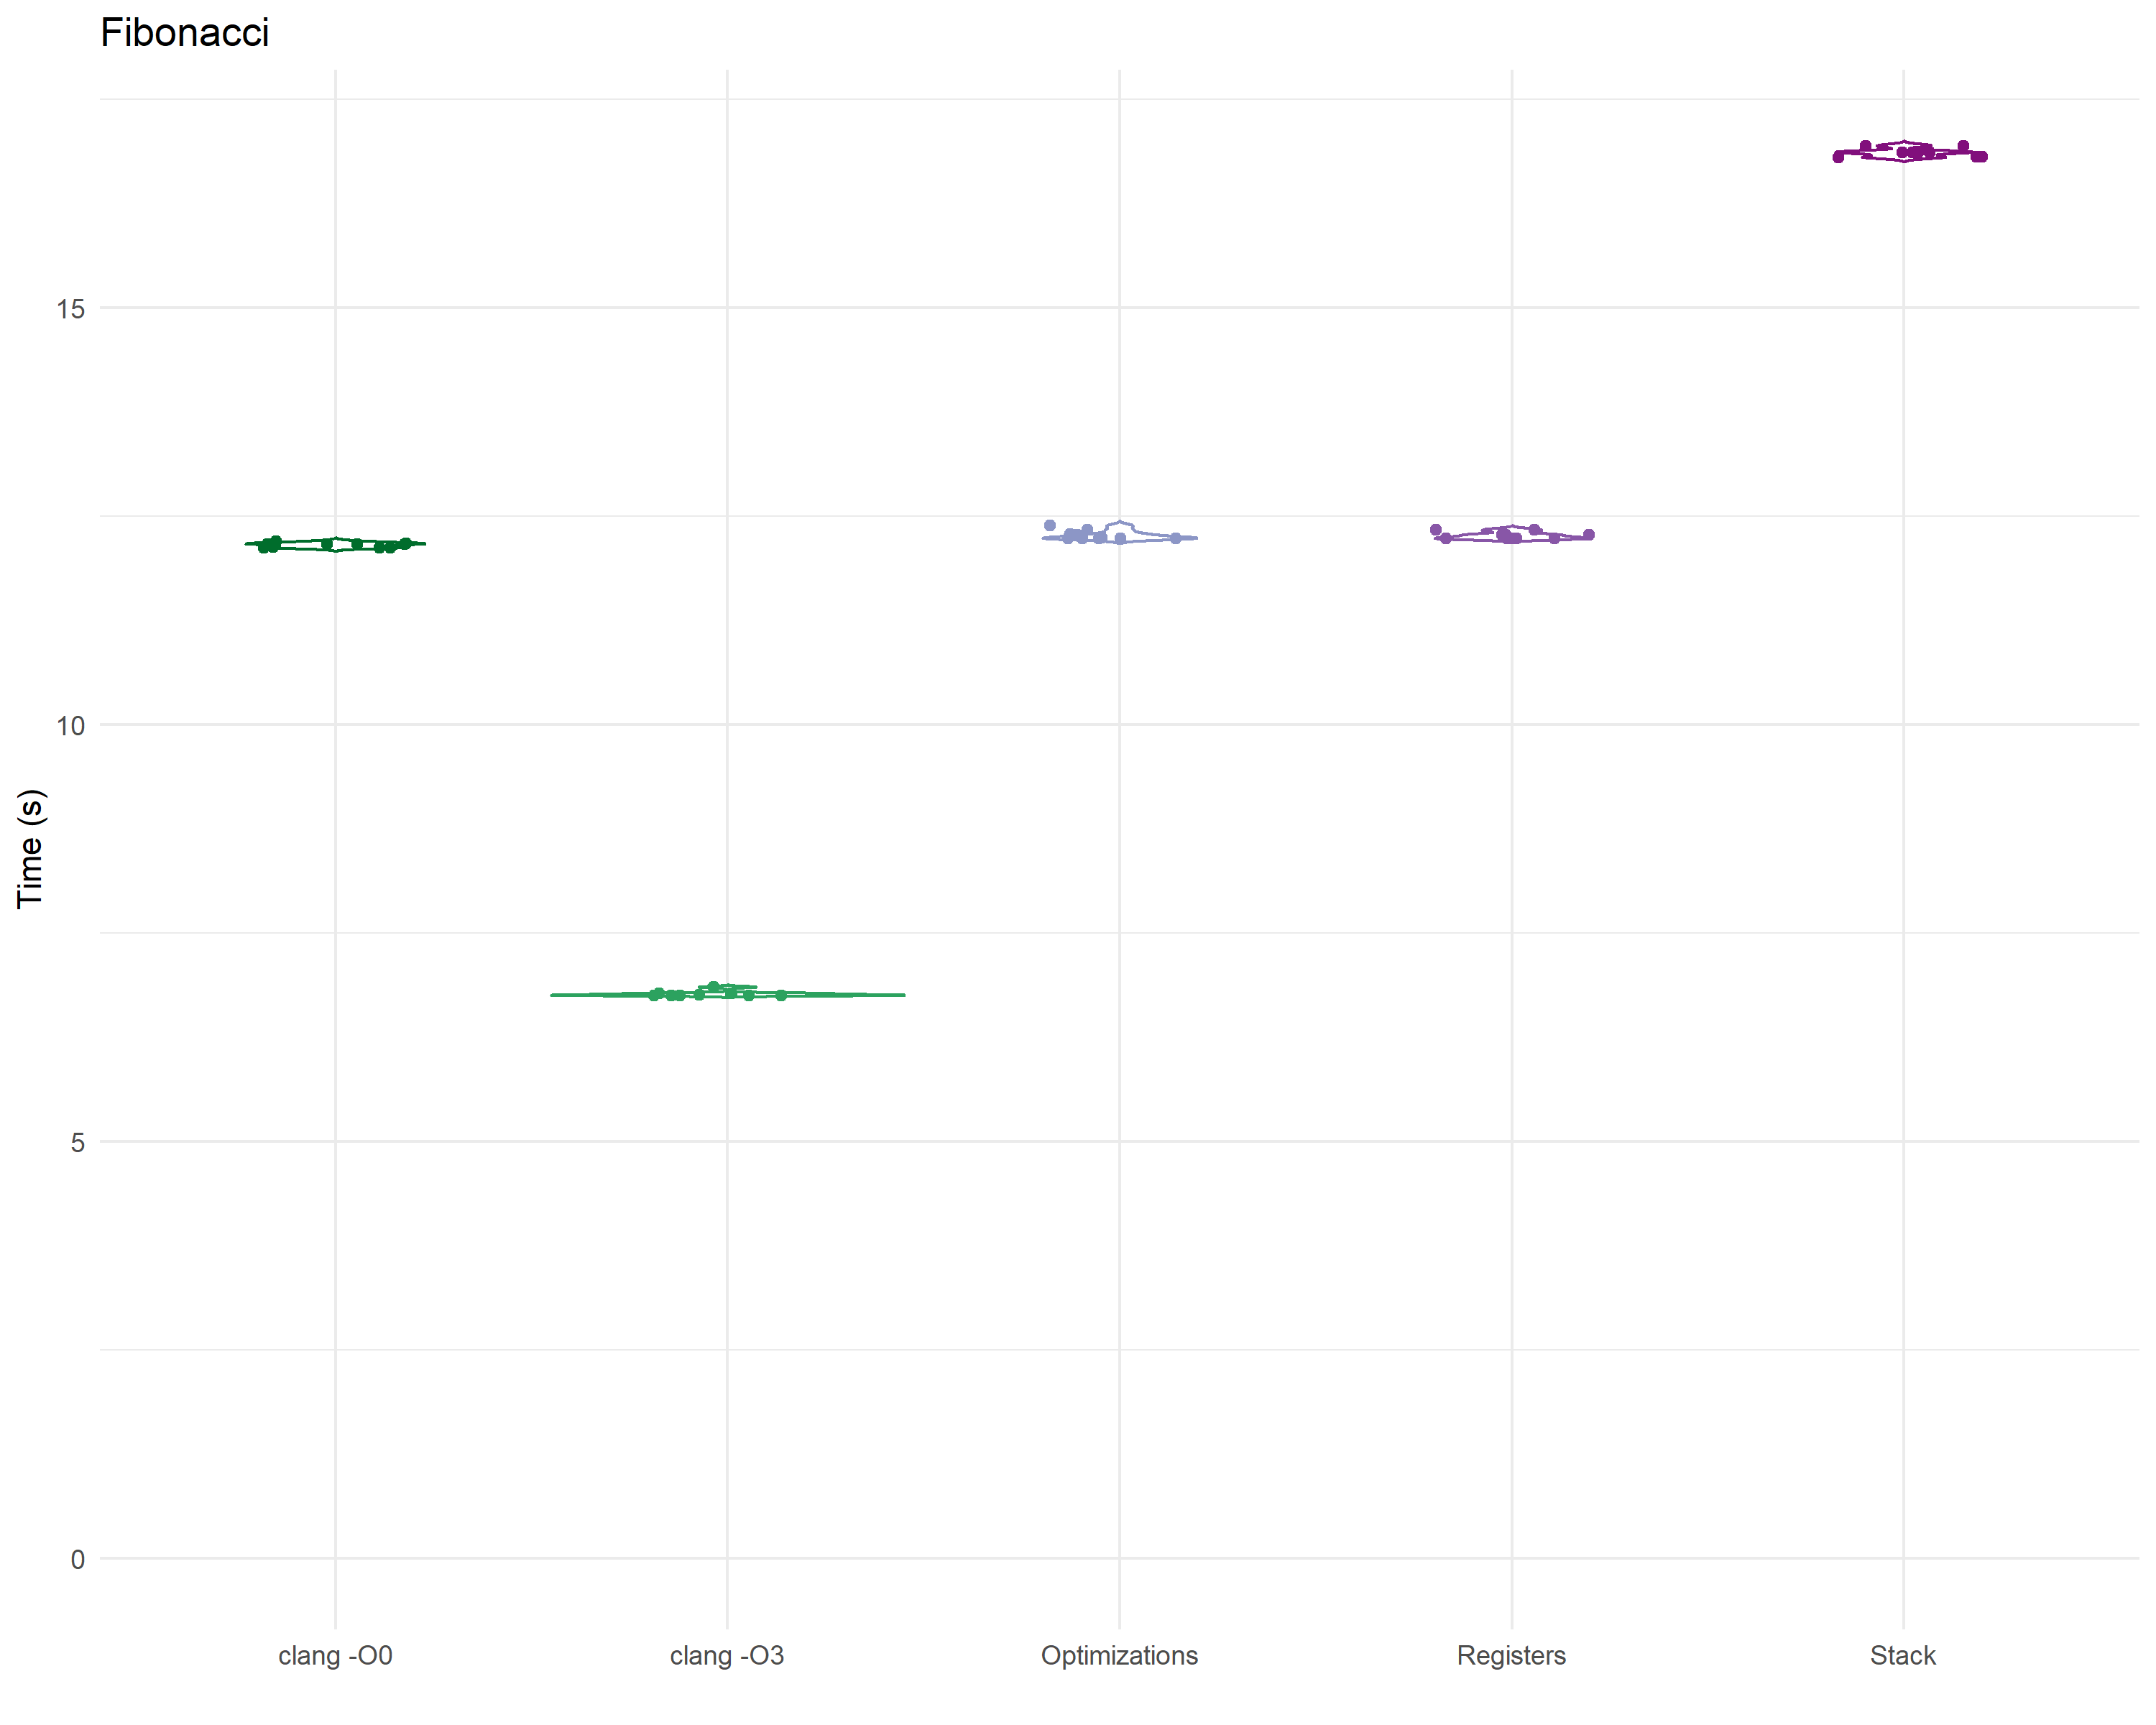 Fibonacci
Time (s)
15
10
5
0
clang -O0 clang -O3 Optimizations Registers Stack